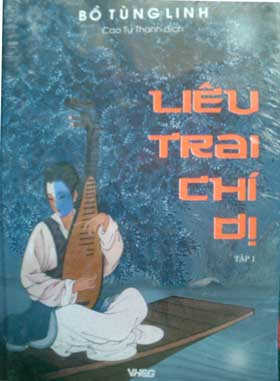 BỒ TÙNG LINH
Cao Tự Thanh dịch
LIÊU
TRAI
CHÍ
DỊ
TẬP 1
VHSG